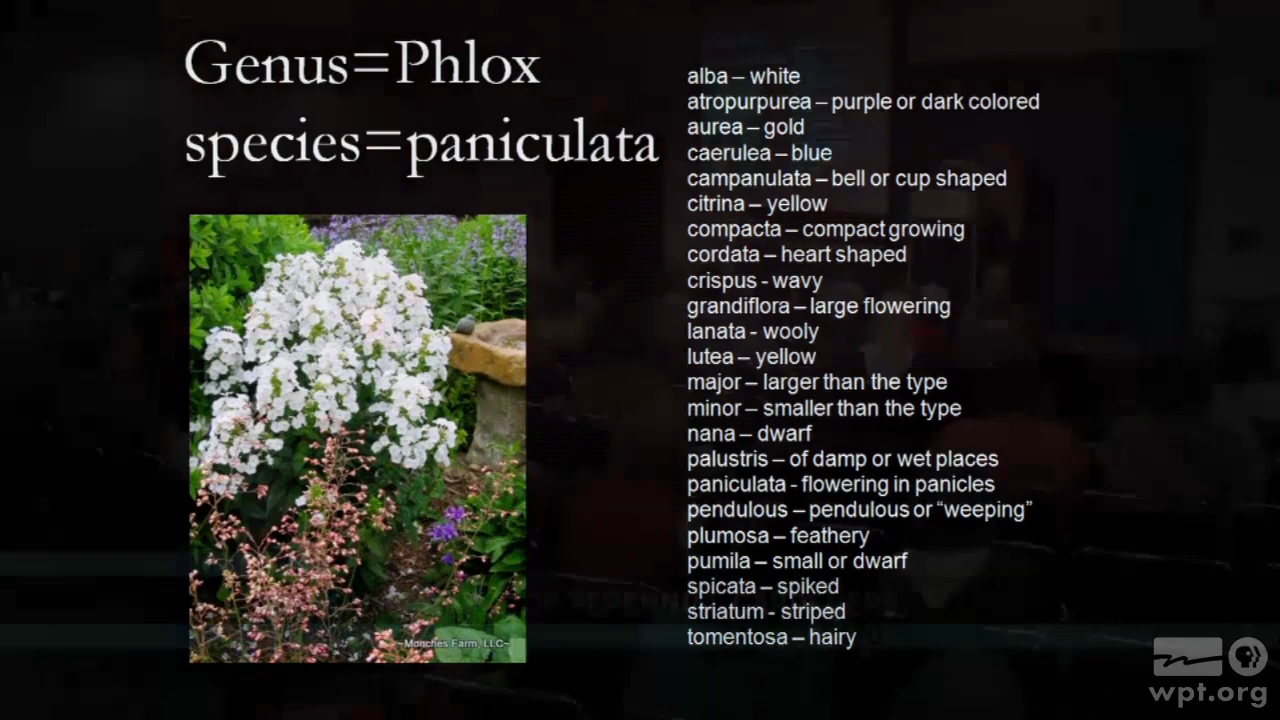 Genus=Phlox
species=paniculata
alba – white
atropurpurea – purple or dark colored
aurea – gold
caerulea – blue
campanulata – bell or cup shaped
citrina – yellow
compacta – compact growing
cordata – heart shaped
crispus - wavy
grandiflora – large flowering
lanata - wooly
lutea – yellow
major – larger than the type
minor – smaller than the type
nana – dwarf
palustris – of damp or wet places
paniculata - flowering in panicles
pendulous – pendulous or “weeping”
plumosa – feathery
pumila – small or dwarf
spicata – spiked
striatum - striped
tomentosa – hairy
~Monches Farm, LLC~
wpt.org